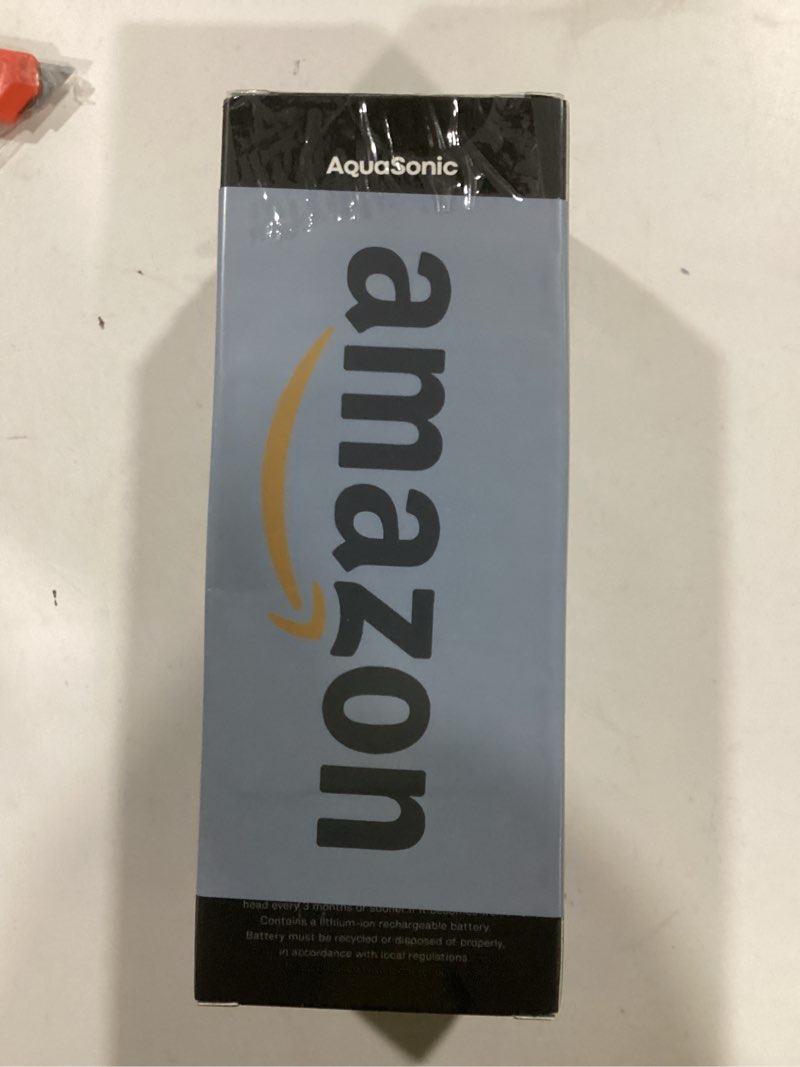 AquaSonic
amazon
head every 3 months or sooner if it
Contains a lithium-ion rechargeable battery.
Battery must be recycled or disposed of properly,
in accordance with local regulations.